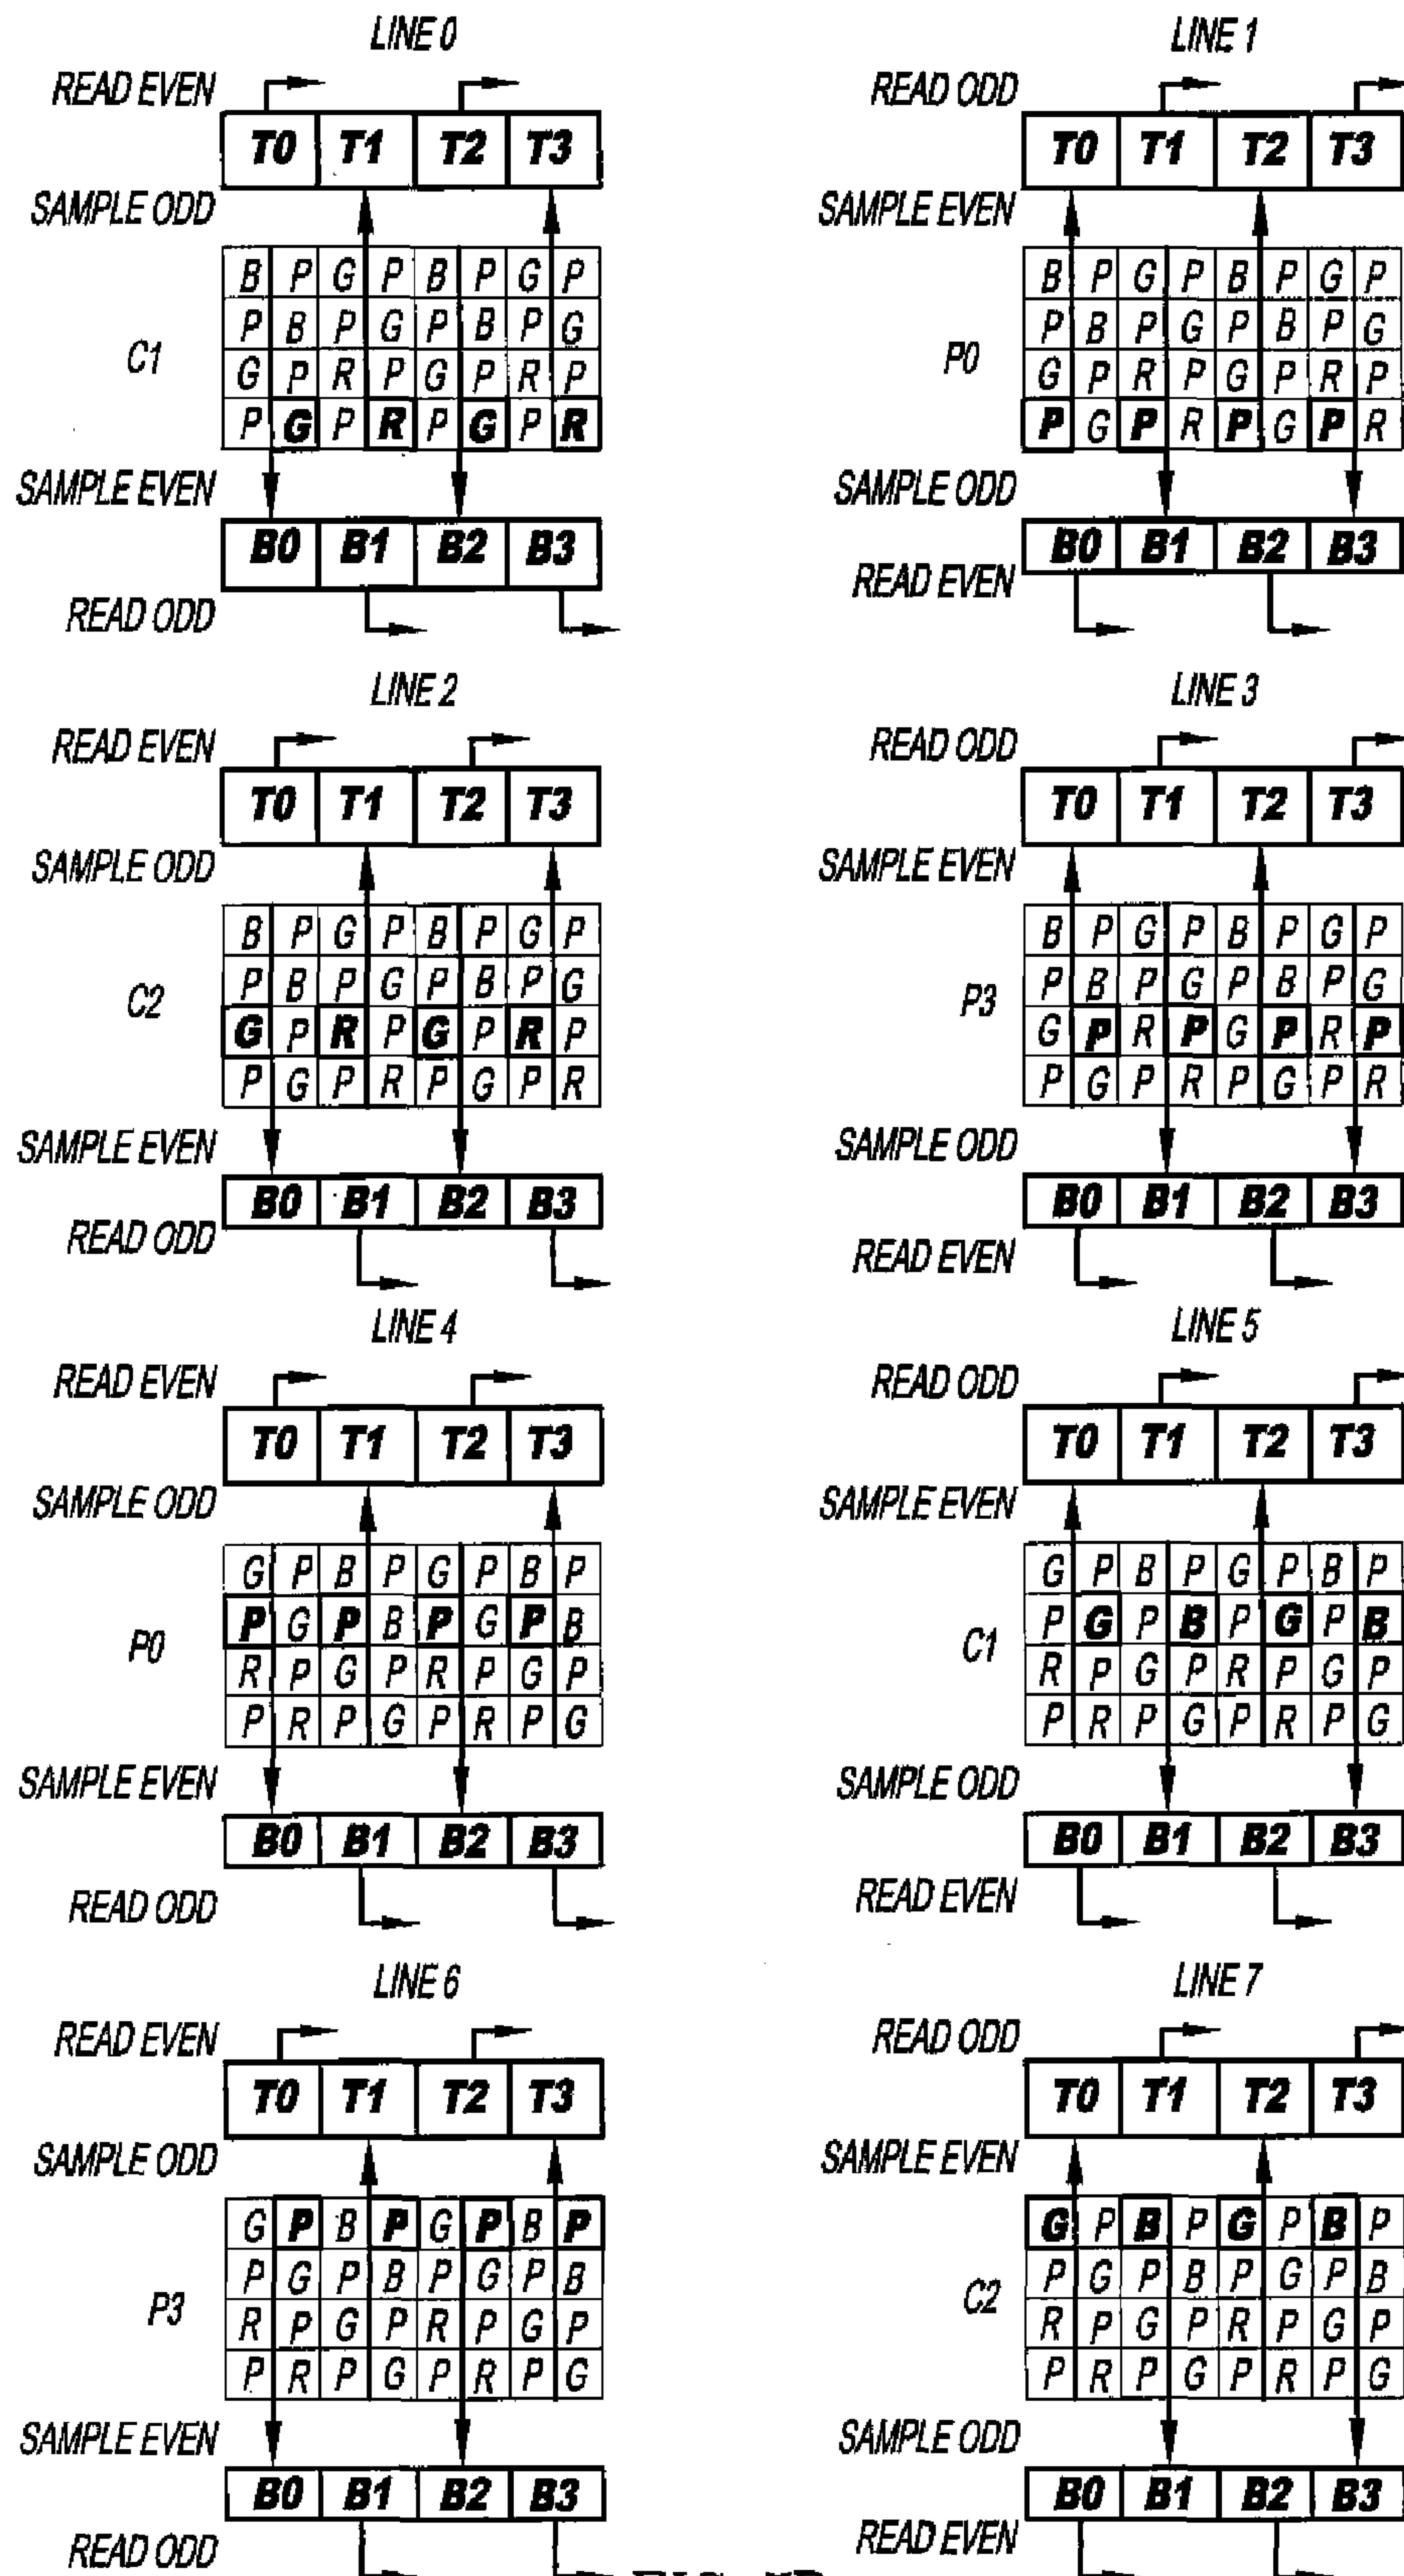 LINE 0
READ EVEN
T0 T1 T2 T3
SAMPLE ODD
B P G P B P G P
P B P G P B P G
C1
G P R P G P R P
P G P R P G P R
SAMPLE EVEN
B0 B1 B2 B3
READ ODD
LINE 1
READ ODD
T0 T1 T2 T3
SAMPLE EVEN
B P G P B P G P
P B P G P B P G
P0
G P R P G P R P
P G P R P G P R
SAMPLE ODD
B0 B1 B2 B3
READ EVEN
LINE 2
READ EVEN
T0 T1 T2 T3
SAMPLE ODD
B P G P B P G P
P B P G P B P G
C2
G P R P G P R P
P G P R P G P R
SAMPLE EVEN
B0 B1 B2 B3
READ ODD
LINE 3
READ ODD
T0 T1 T2 T3
SAMPLE EVEN
B P G P B P G P
P B P G P B P G
P3
G P R P G P R P
P G P R P G P R
SAMPLE ODD
B0 B1 B2 B3
READ EVEN
LINE 4
READ EVEN
T0 T1 T2 T3
SAMPLE ODD
G P B P G P B P
P G P B P G P B
P0
R P G P R P G P
P R P G P R P G
SAMPLE EVEN
B0 B1 B2 B3
READ ODD
LINE 5
READ ODD
T0 T1 T2 T3
SAMPLE EVEN
G P B P G P B P
P G P B P G P B
C1
R P G P R P G P
P R P G P R P G
SAMPLE ODD
B0 B1 B2 B3
READ EVEN
LINE 6
READ EVEN
T0 T1 T2 T3
SAMPLE ODD
G P B P G P B P
P G P B P G P B
P3
R P G P R P G P
P R P G P R P G
SAMPLE EVEN
B0 B1 B2 B3
READ ODD
LINE 7
READ ODD
T0 T1 T2 T3
SAMPLE EVEN
G P B P G P B P
P G P B P G P B
C2
R P G P R P G P
P R P G P R P G
SAMPLE ODD
B0 B1 B2 B3
READ EVEN